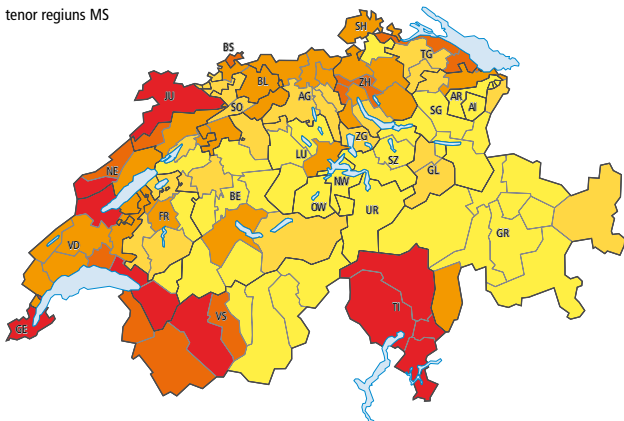 tenor regiuns MS
SH
BS
TG
JU
BL
ZH
AG
AR
AI
SO
SG
ZG
LU
SZ
NE
GL
NW
BE
OW
UR
FR
GR
VD
TI
VS
GE